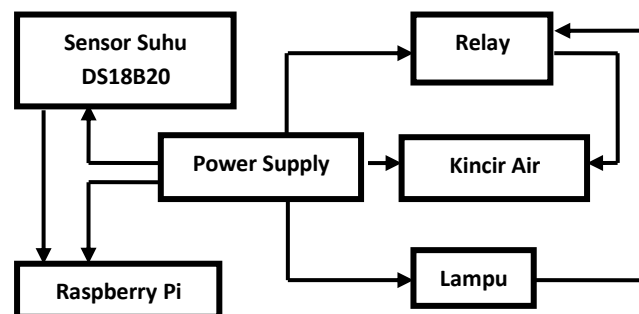 Sensor Suhu
DS18B20
Relay
Power Supply
Kincir Air
Raspberry Pi
Lampu